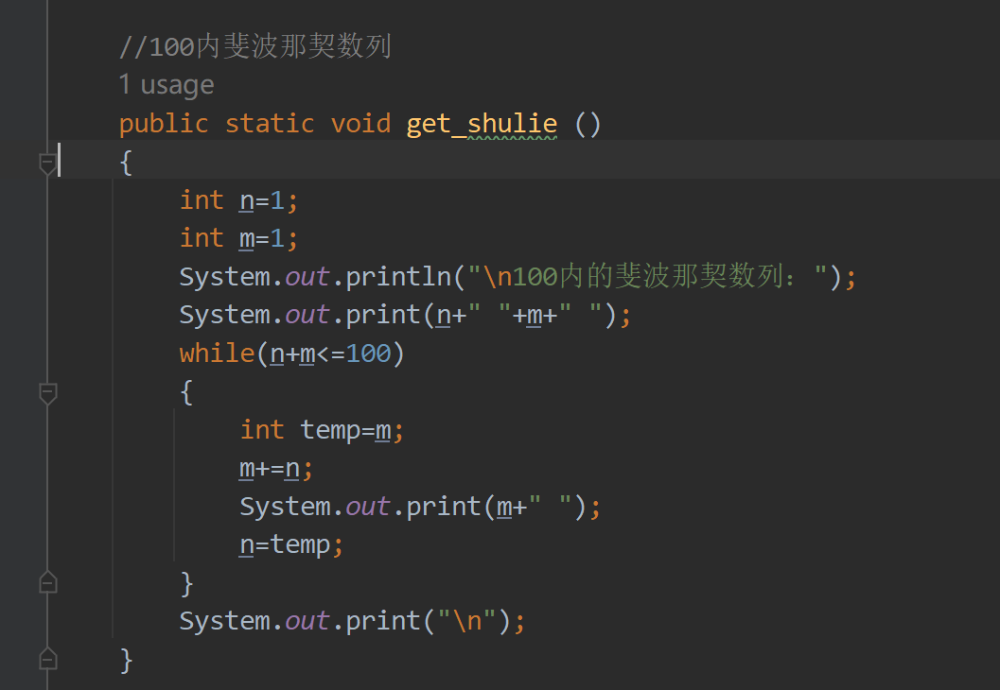 //100内斐波那契数列
1 usage
public static void get_shulie ()
{
int n=1;
int m=1;
System.out.println("\n100内的斐波那契数列：");
System.out.print(n+" "+m+" ");
while(n+m<=100)
{
int temp=m;
m+=n;
System.out.print(m+" ");
n=temp;
}
System.out.print("\n");
}